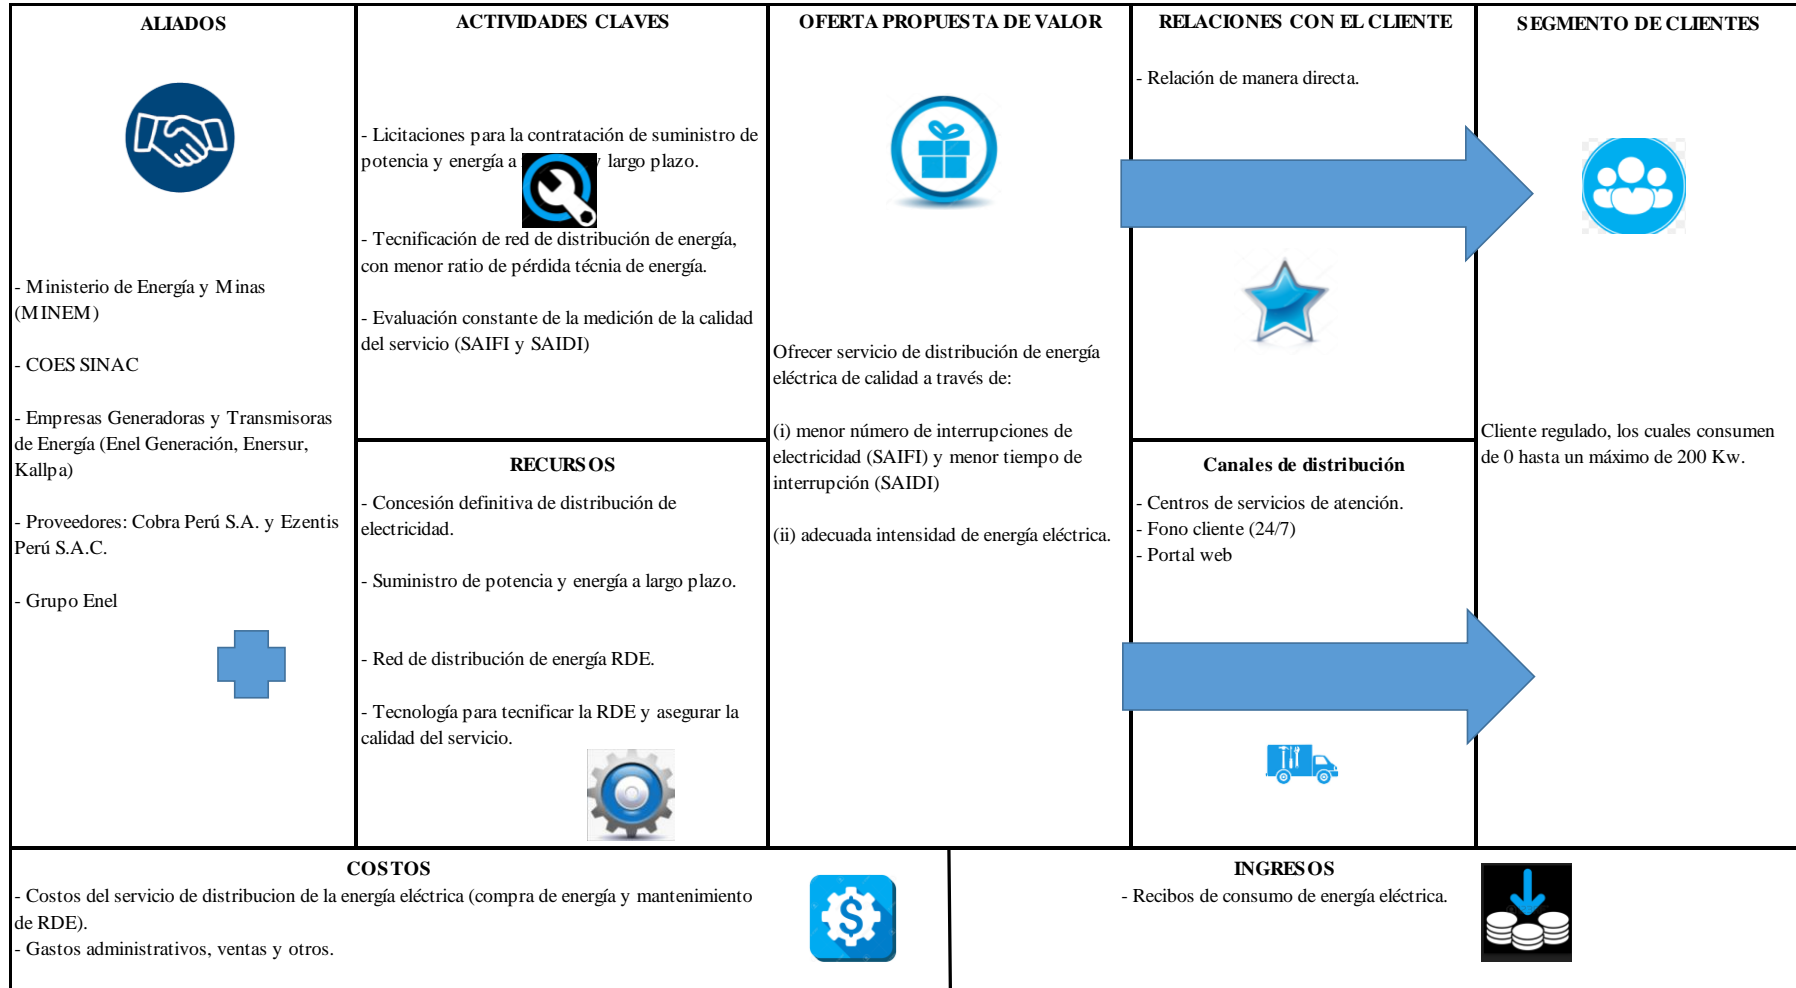 ALIADOS
- Ministerio de Energía y Minas
(MINEM)
- COES SINAC
- Empresas Generadoras y Transmisoras
de Energía (Enel Generación, Enersur,
Kallpa)
- Proveedores: Cobra Perú S.A. y Ezentis
Perú S.A.C.
- Grupo Enel
ACTIVIDADES CLAVES
- Licitaciones para la contratación de suministro de
potencia y energía a y largo plazo.
- Tecnificación de red de distribución de energía,
con menor ratio de pérdida técnia de energía.
- Evaluación constante de la medición de la calidad
del servicio (SAIFI y SAIDI)
RECURSOS
- Concesión definitiva de distribución de
electricidad.
- Suministro de potencia y energía a largo plazo.
- Red de distribución de energía RDE.
- Tecnología para tecnificar la RDE y asegurar la
calidad del servicio.
OFERTA PROPUESTA DE VALOR
Ofrecer servicio de distribución de energía
eléctrica de calidad a través de:
(i) menor número de interrupciones de
electricidad (SAIFI) y menor tiempo de
interrupción (SAIDI)
(ii) adecuada intensidad de energía eléctrica.
RELACIONES CON EL CLIENTE
- Relación de manera directa.
Canales de distribución
- Centros de servicios de atención.
- Fono cliente (24/7)
- Portal web
SEGMENTO DE CLIENTES
Cliente regulado, los cuales consumen
de 0 hasta un máximo de 200 Kw.
COSTOS
- Costos del servicio de distribucion de la energía eléctrica (compra de energía y mantenimiento
de RDE).
- Gastos administrativos, ventas y otros.
$
INGRESOS
- Recibos de consumo de energía eléctrica.